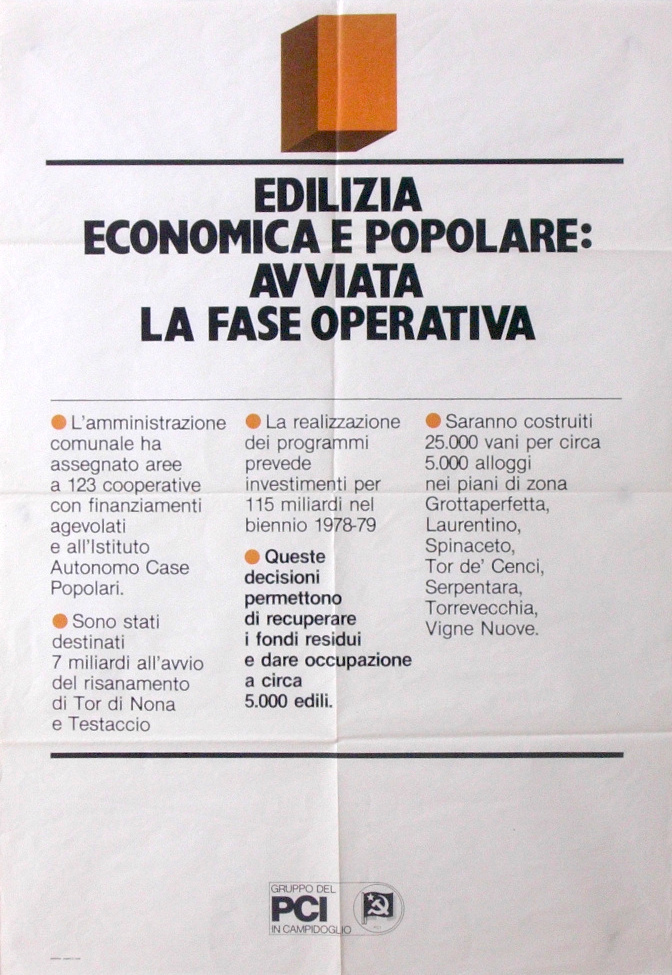 EDILIZIA
ECONOMICA E POPOLARE:
AVVIATA
LA FASE OPERATIVA
L'amministrazione
comunale ha
assegnato aree
a 123 cooperative
con finanziamenti
agevolati
e all'Istituto
Autonomo Case
Popolari.
Sono stati
destinati
7 miliardi all'avvio
del risanamento
di Tor di Nona
e Testaccio
La realizzazione
dei programmi
prevede
investimenti per
115 miliardi nel
biennio 1978-79
Queste
decisioni
permettono
di recuperare
i fondi residui
e dare occupazione
a circa
5.000 edili.
Saranno costruiti
25.000 vani per circa
5.000 alloggi
nei piani di zona
Grottaperfetta,
Laurentino,
Spinaceto,
Tor de' Cenci,
Serpentara,
Torrevecchia,
Vigne Nuove.
GRUPPO DEL
PCI
IN CAMPIDOGLIO